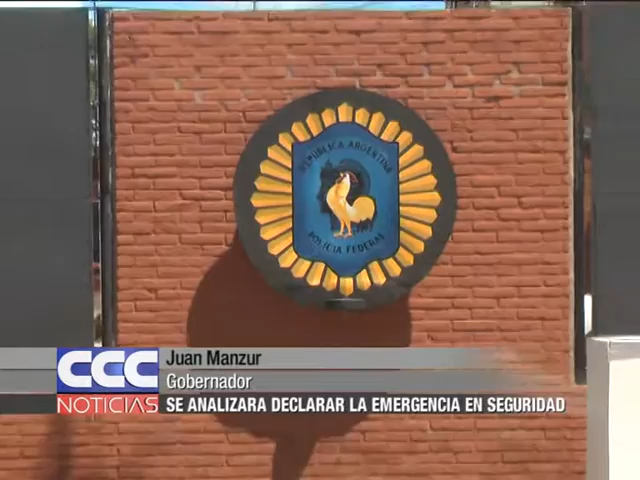 REPUBLICA ARGENTINA
POLICIA FEDERAL
CCC
NOTICIAS
Juan Manzur
Gobernador
SE ANALIZARA DECLARAR LA EMERGENCIA EN SEGURIDAD